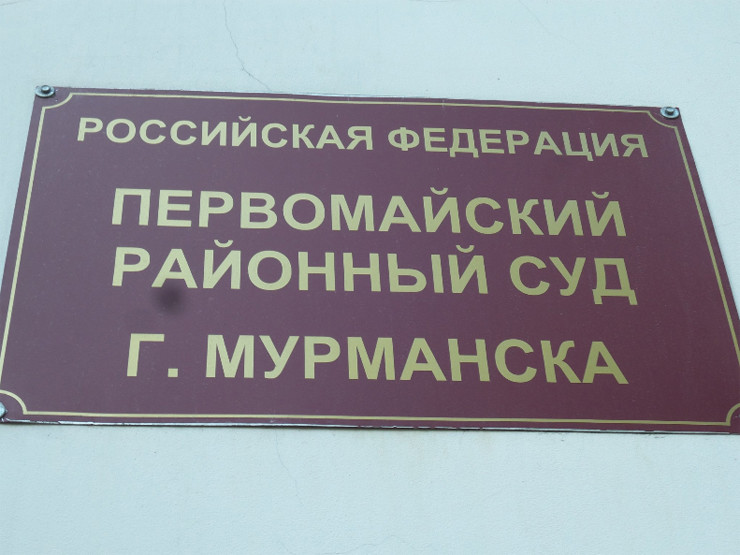 РОССИЙСКАЯ ФЕДЕРАЦИЯ
ПЕРВОМАЙСКИЙ
РАЙОННЫЙ СУД
Г. МУРМАНСКА